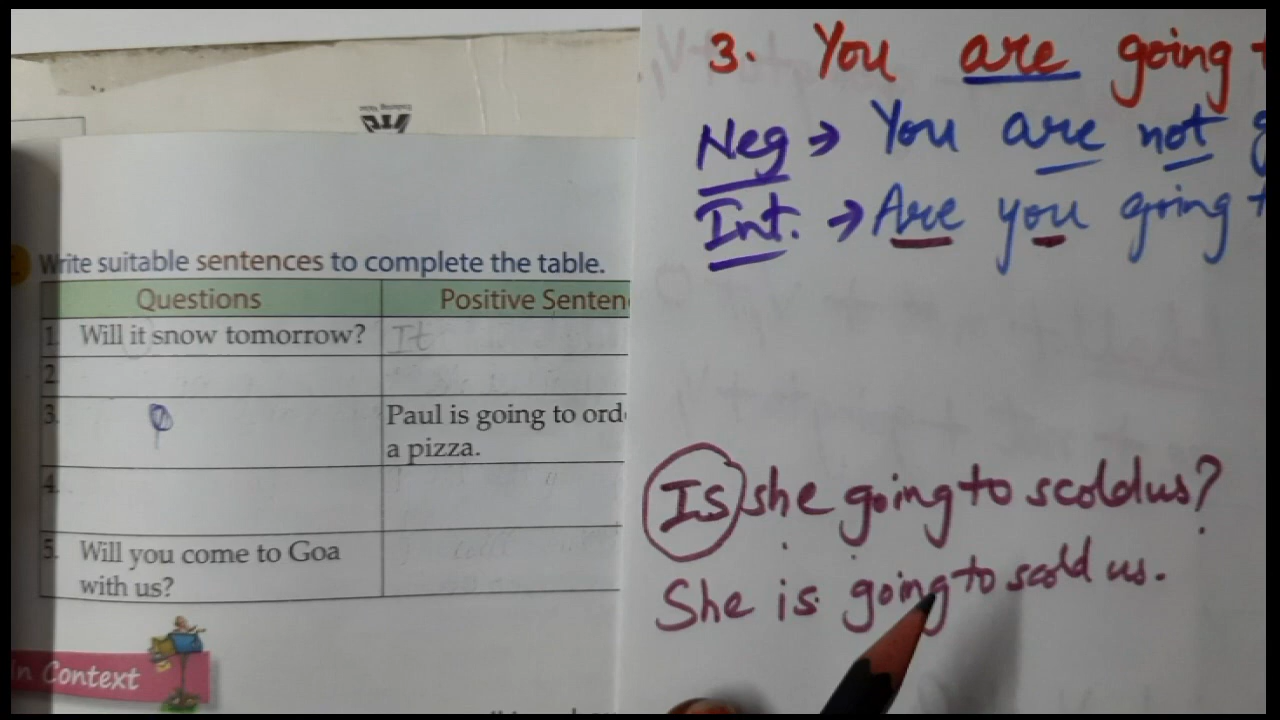 Write suitable sentences to complete the table.
Questions
Positive Senten
1. Will it snow tomorrow?
It
2.
3.
Paul is going to ord
a pizza.
4.
5. Will you come to Goa
with us?
in Context
3. You are going
Neg → You are not g
Int. → Are you going t
Is she going to scold us?
She is going to scold us.